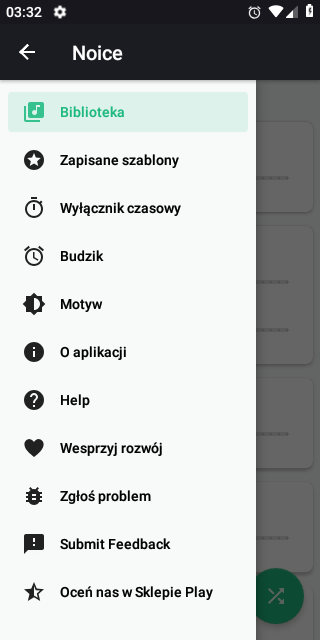 03:32
Noice
Biblioteka
Zapisane szablony
Wyłącznik czasowy
Budzik
Motyw
O aplikacji
Help
Wesprzyj rozwój
Zgłoś problem
Submit Feedback
Oceń nas w Sklepie Play